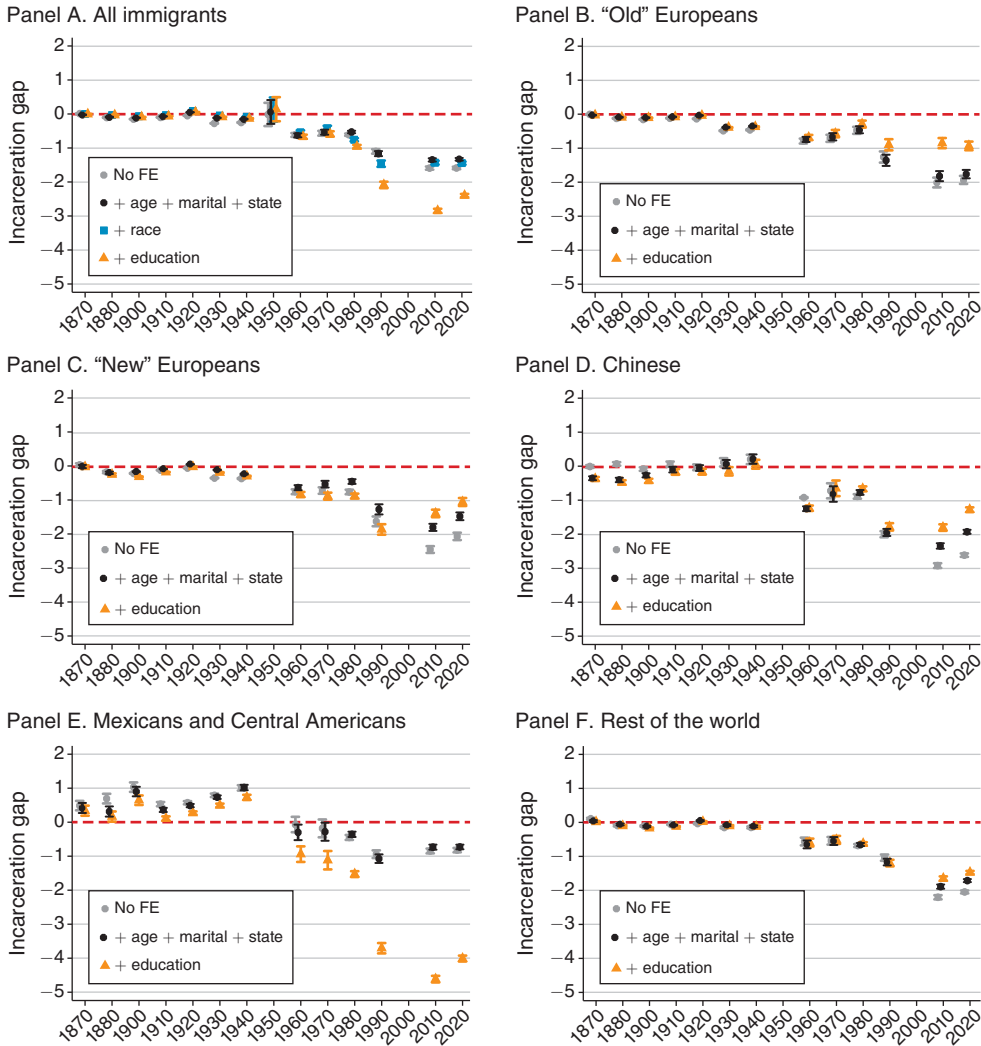 Panel A. All immigrants
Incarceration gap
2
1
0
−1
−2
−3
−4
−5
No FE
+ age + marital + state
+ race
+ education
1870 1880 1900 1910 1920 1930 1940 1950 1960 1970 1980 1990 2000 2010 2020
Panel B. “Old” Europeans
Incarceration gap
2
1
0
−1
−2
−3
−4
−5
No FE
+ age + marital + state
+ education
1870 1880 1900 1910 1920 1930 1940 1950 1960 1970 1980 1990 2000 2010 2020
Panel C. “New” Europeans
Incarceration gap
2
1
0
−1
−2
−3
−4
−5
No FE
+ age + marital + state
+ education
1870 1880 1900 1910 1920 1930 1940 1950 1960 1970 1980 1990 2000 2010 2020
Panel D. Chinese
Incarceration gap
2
1
0
−1
−2
−3
−4
−5
No FE
+ age + marital + state
+ education
1870 1880 1900 1910 1920 1930 1940 1950 1960 1970 1980 1990 2000 2010 2020
Panel E. Mexicans and Central Americans
Incarceration gap
2
1
0
−1
−2
−3
−4
−5
No FE
+ age + marital + state
+ education
1870 1880 1900 1910 1920 1930 1940 1950 1960 1970 1980 1990 2000 2010 2020
Panel F. Rest of the world
Incarceration gap
2
1
0
−1
−2
−3
−4
−5
No FE
+ age + marital + state
+ education
1870 1880 1900 1910 1920 1930 1940 1950 1960 1970 1980 1990 2000 2010 2020